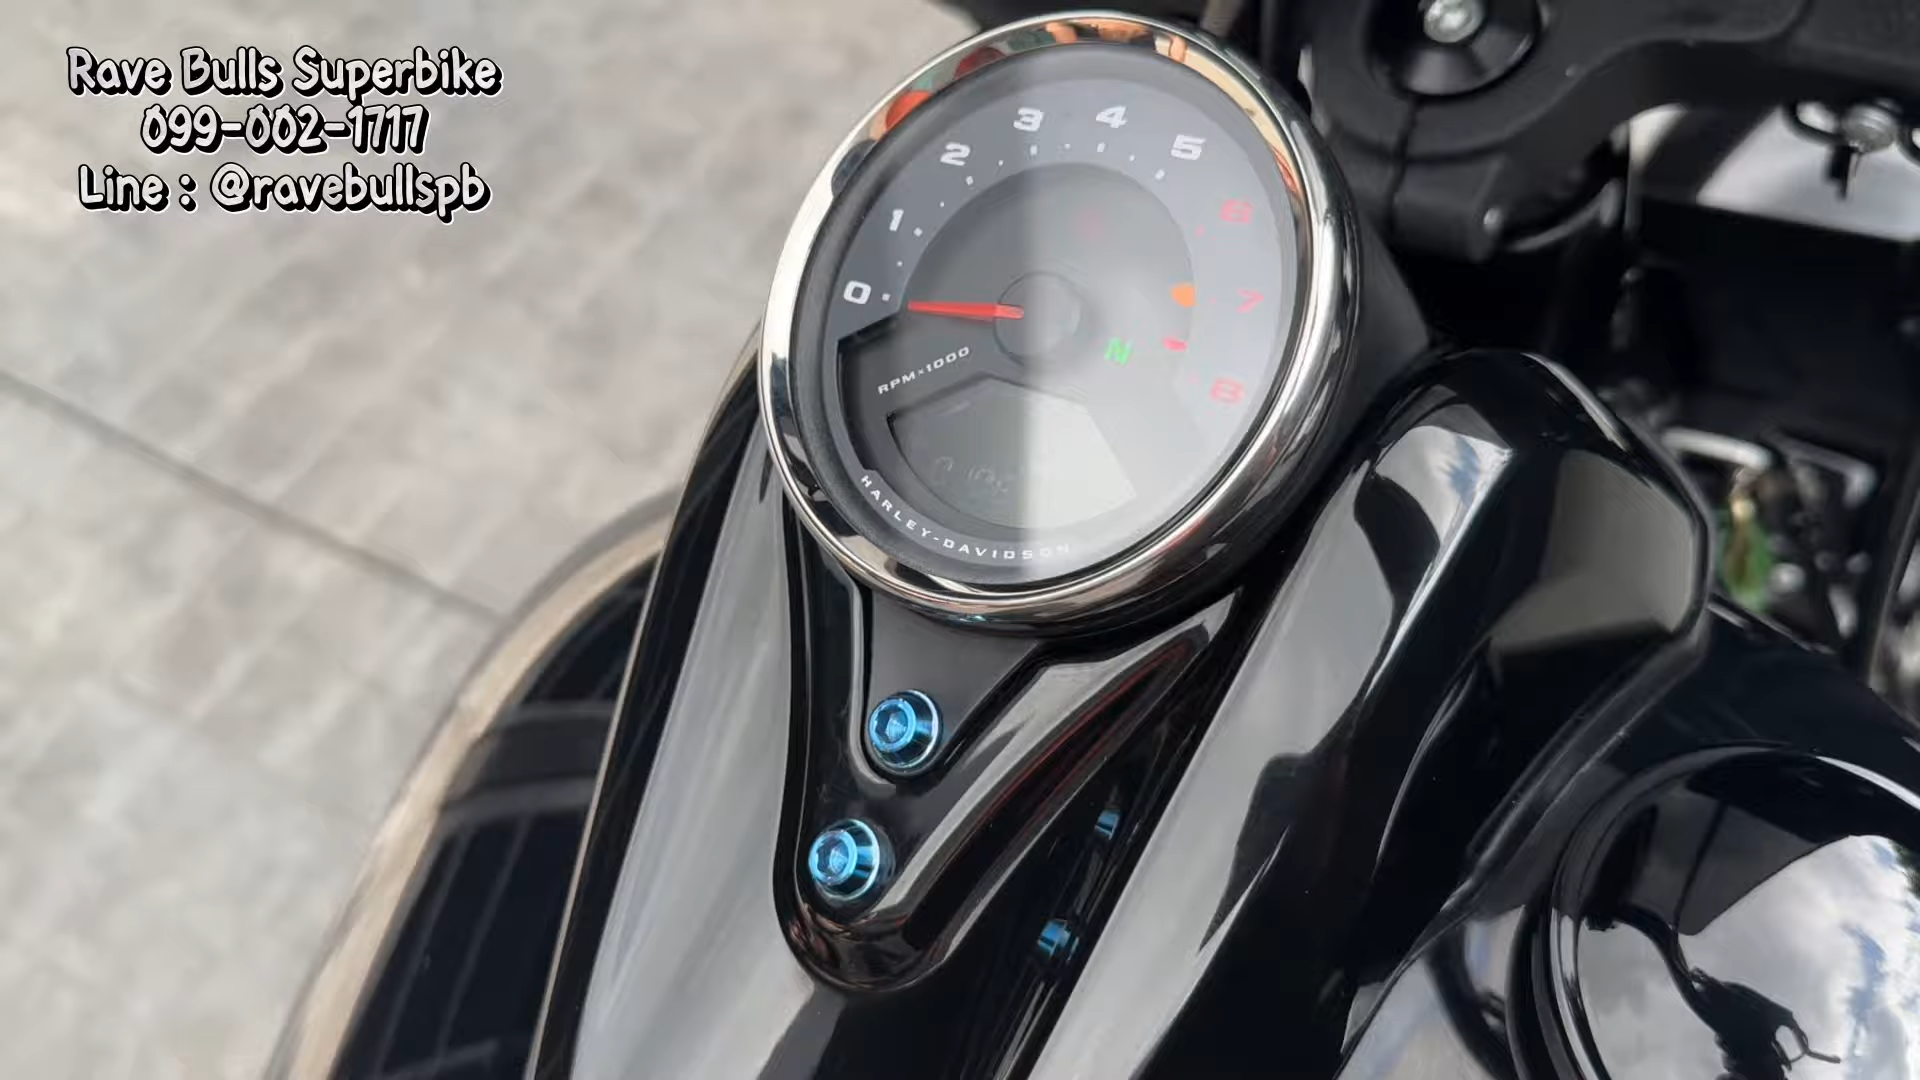 Rave Bulls Superbike
099-002-1717
Line : @ravebullspb
0
1
2
3
4
5
6
7
8
N
RPM×1000
HARLEY-DAVIDSON